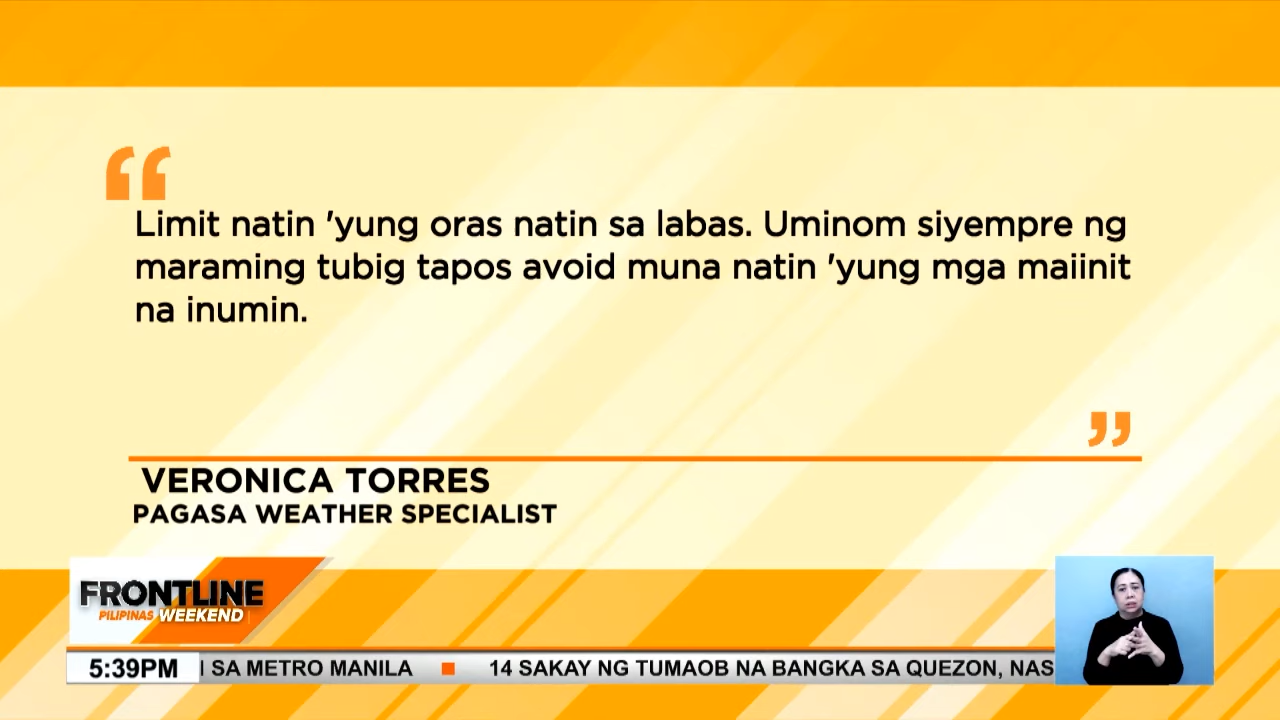 “
Limit natin 'yung oras natin sa labas. Uminom siyempre ng
maraming tubig tapos avoid muna natin 'yung mga maiinit
na inumin.
”
VERONICA TORRES
PAGASA WEATHER SPECIALIST
FRONTLINE
PILIPINAS WEEKEND
5:39PM SA METRO MANILA ■ 14 SAKAY NG TUMAOB NA BANGKA SA QUEZON, NAS